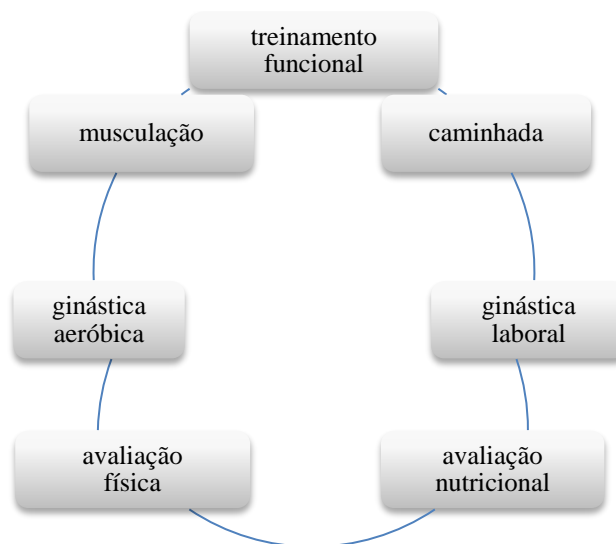 treinamento
funcional
musculação
caminhada
ginástica
aeróbica
ginástica
laboral
avaliação
física
avaliação
nutricional